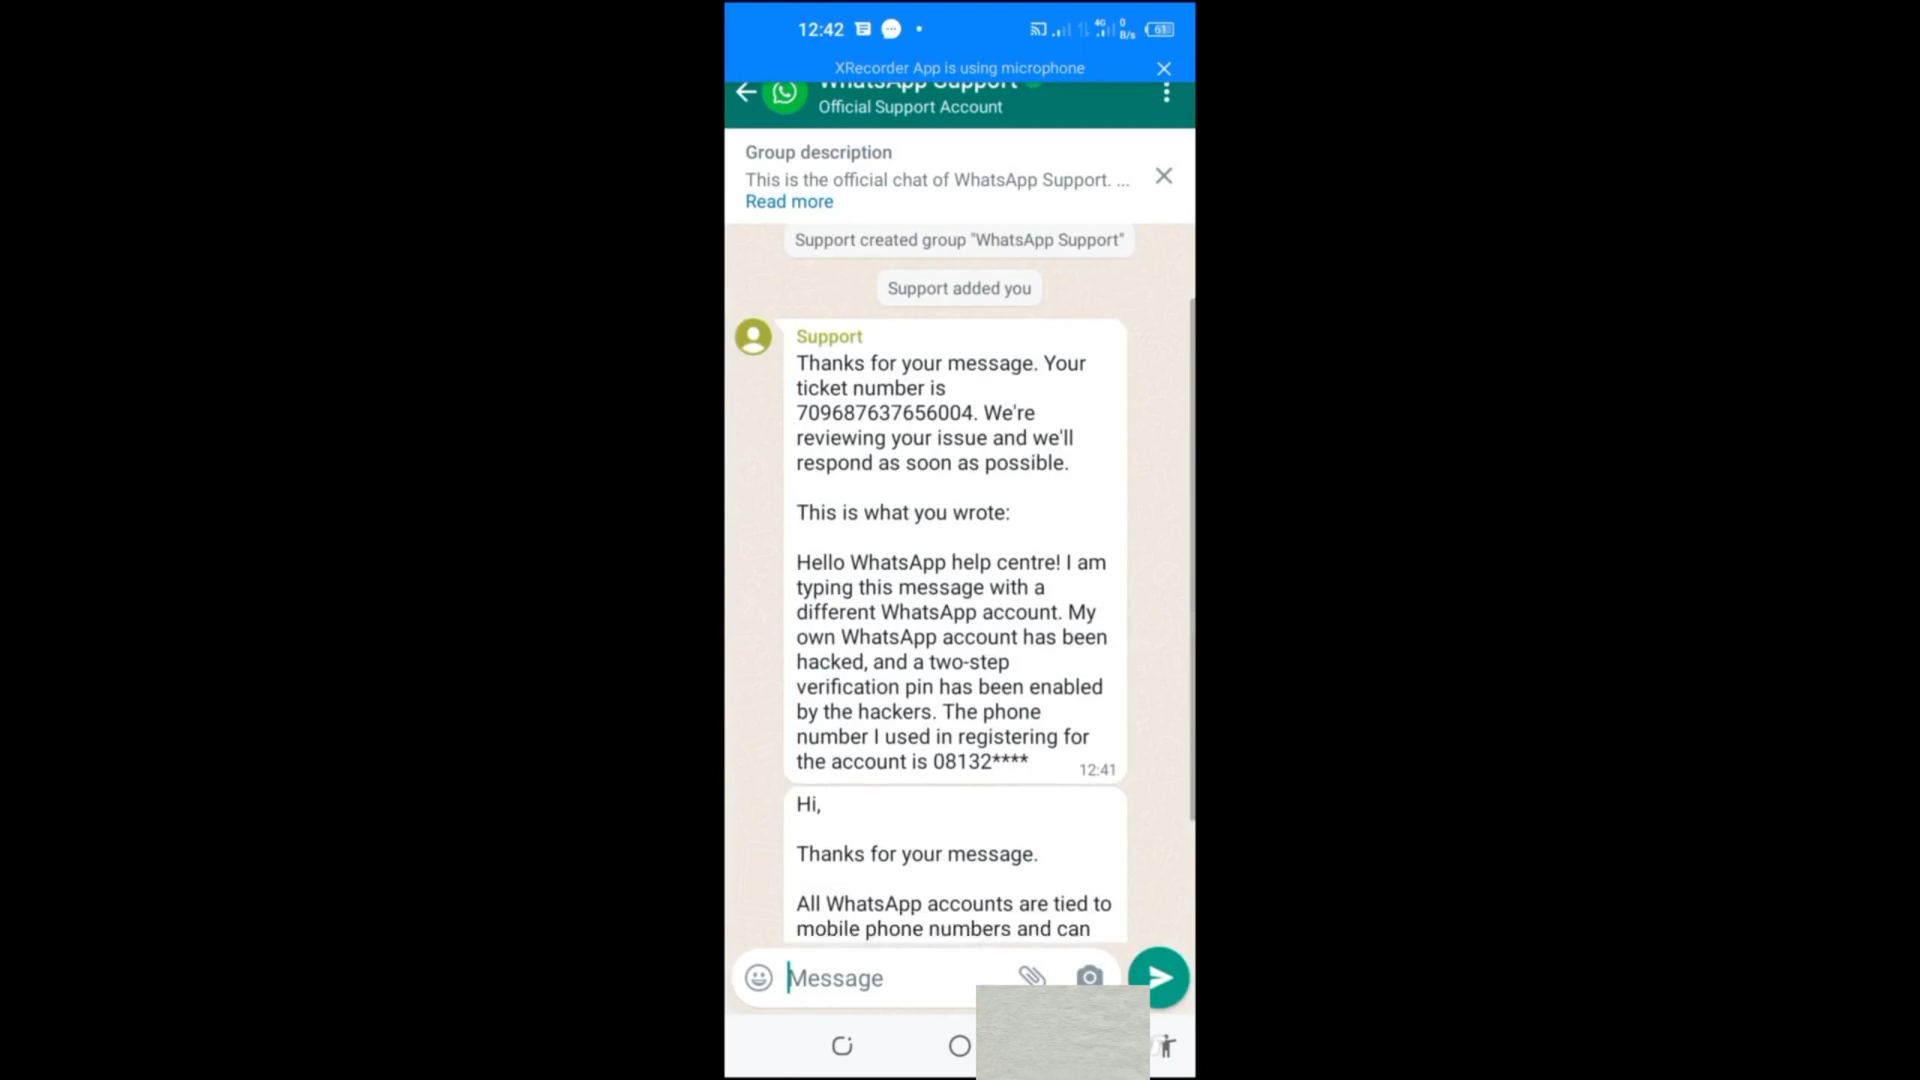 12:42
4G 0 B/s 61
XRecorder App is using microphone
WhatsApp Support
Official Support Account
Group description
This is the official chat of WhatsApp Support. ...
Read more
Support created group "WhatsApp Support"
Support added you
Support
Thanks for your message. Your
ticket number is
709687637656004. We're
reviewing your issue and we'll
respond as soon as possible.
This is what you wrote:
Hello WhatsApp help centre! I am
typing this message with a
different WhatsApp account. My
own WhatsApp account has been
hacked, and a two-step
verification pin has been enabled
by the hackers. The phone
number I used in registering for
the account is 08132****
12:41
Hi,
Thanks for your message.
All WhatsApp accounts are tied to
mobile phone numbers and can
Message